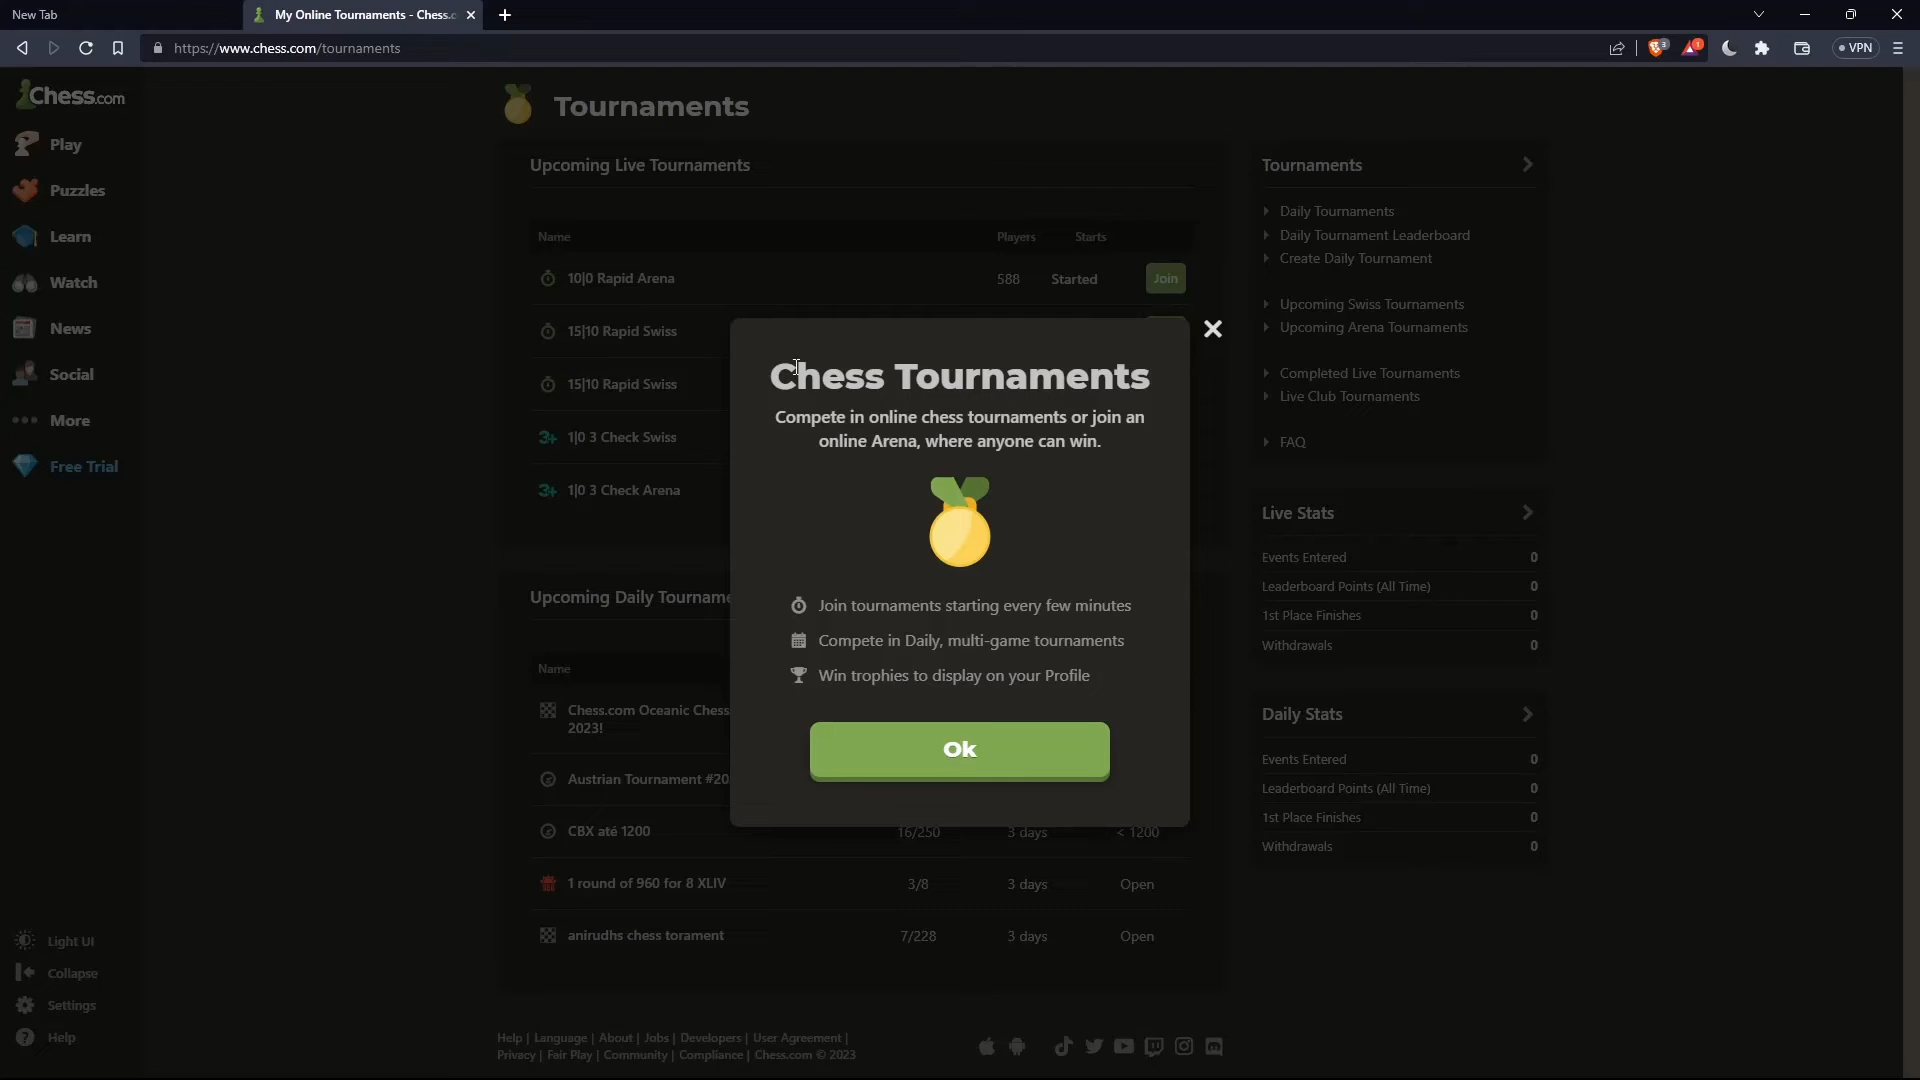 New Tab
My Online Tournaments - Chess.c
https://www.chess.com/tournaments
3
1
VPN
Chess.com
Play
Puzzles
Learn
Watch
News
Social
More
Free Trial
Light UI
Collapse
Settings
Help
Tournaments
Upcoming Live Tournaments
Name Players Starts
10|0 Rapid Arena 588 Started Join
15|10 Rapid Swiss
15|10 Rapid Swiss
3+ 1|0 3 Check Swiss
3+ 1|0 3 Check Arena
Upcoming Daily Tourname
Name
Chess.com Oceanic Chess
2023!
Austrian Tournament #20
CBX até 1200 16/250 3 days < 1200
960 1 round of 960 for 8 XLIV 3/8 3 days Open
anirudhs chess torament 7/228 3 days Open
Chess Tournaments
Compete in online chess tournaments or join an
online Arena, where anyone can win.
Join tournaments starting every few minutes
Compete in Daily, multi-game tournaments
Win trophies to display on your Profile
Ok
Tournaments
Daily Tournaments
Daily Tournament Leaderboard
Create Daily Tournament
Upcoming Swiss Tournaments
Upcoming Arena Tournaments
Completed Live Tournaments
Live Club Tournaments
FAQ
Live Stats
Events Entered 0
Leaderboard Points (All Time) 0
1st Place Finishes 0
Withdrawals 0
Daily Stats
Events Entered 0
Leaderboard Points (All Time) 0
1st Place Finishes 0
Withdrawals 0
Help | Language | About | Jobs | Developers | User Agreement |
Privacy | Fair Play | Community | Compliance | Chess.com © 2023